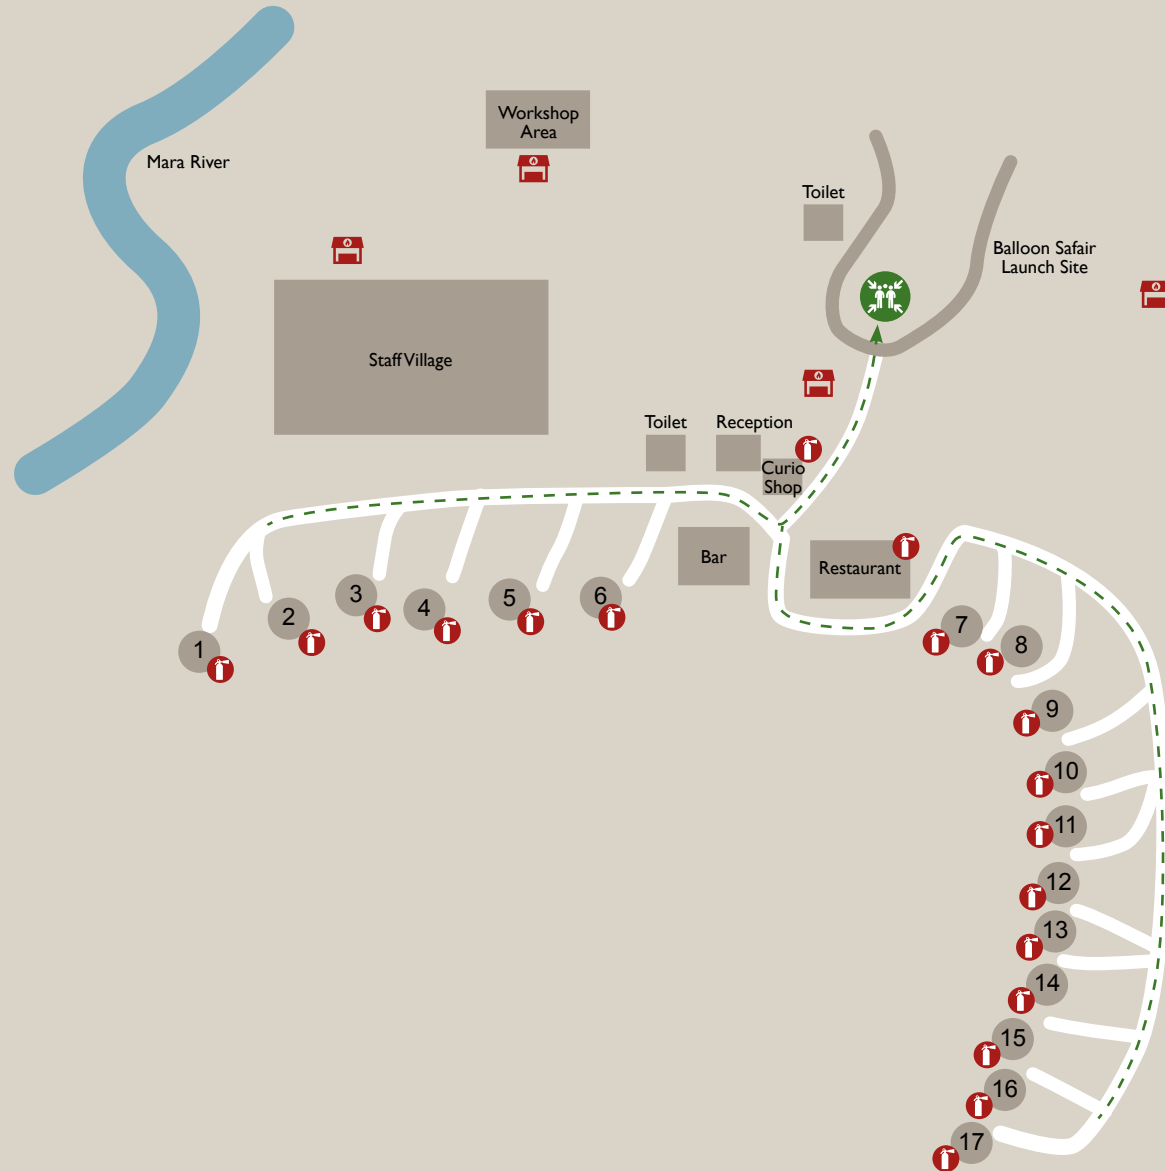 Workshop
Area
Mara River
Toilet
Balloon Safair
Launch Site
Staff Village
Toilet
Reception
Curio
Shop
Bar
Restaurant
1
2
3
4
5
6
7
8
9
10
11
12
13
14
15
16
17